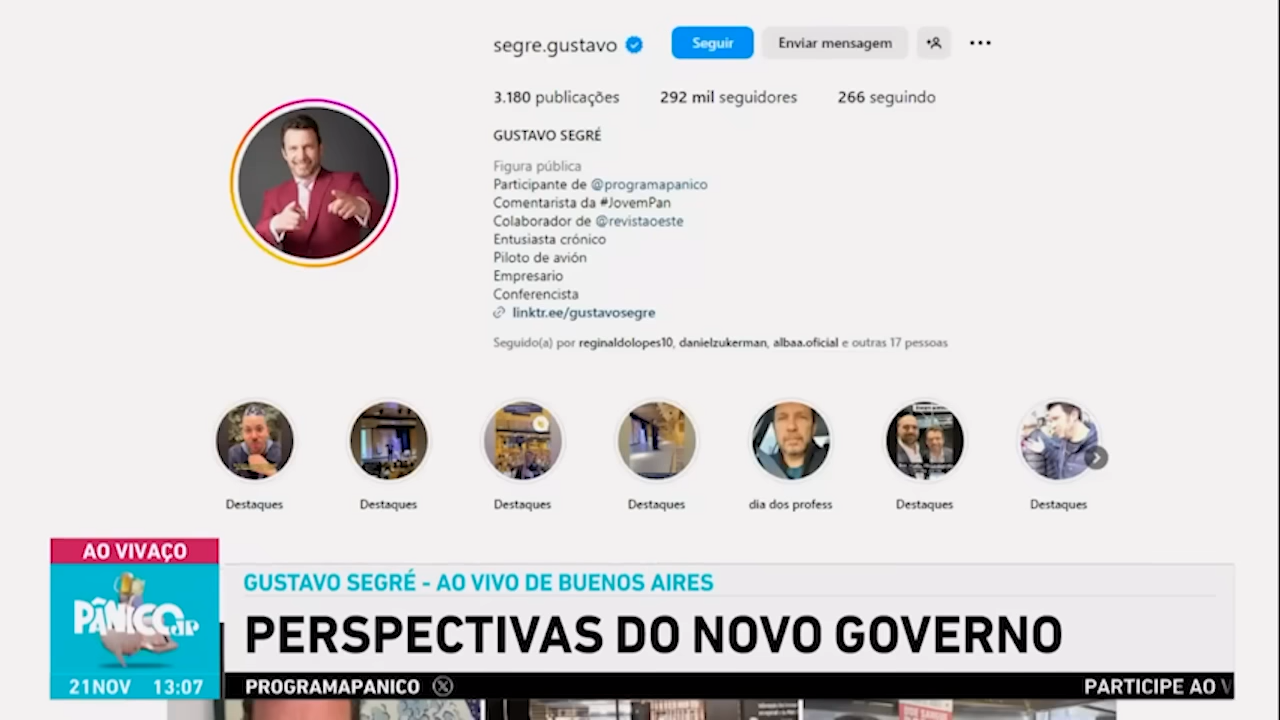 segre.gustavo
Seguir
Enviar mensagem
3.180 publicações
292 mil seguidores
266 seguindo
GUSTAVO SEGRÉ
Figura pública
Participante de @programapanico
Comentarista da #JovemPan
Colaborador de @revistaoeste
Entusiasta crónico
Piloto de avión
Empresario
Conferencista
linktr.ee/gustavosegre
Seguido(a) por reginaldolopes10, danielzukerman, albaa.oficial e outras 17 pessoas
Destaques
Destaques
Destaques
Destaques
dia dos profess
Destaques
Destaques
AO VIVAÇO
PÂNICO JP
21NOV 13:07
GUSTAVO SEGRÉ - AO VIVO DE BUENOS AIRES
PERSPECTIVAS DO NOVO GOVERNO
PROGRAMAPANICO
PARTICIPE AO V